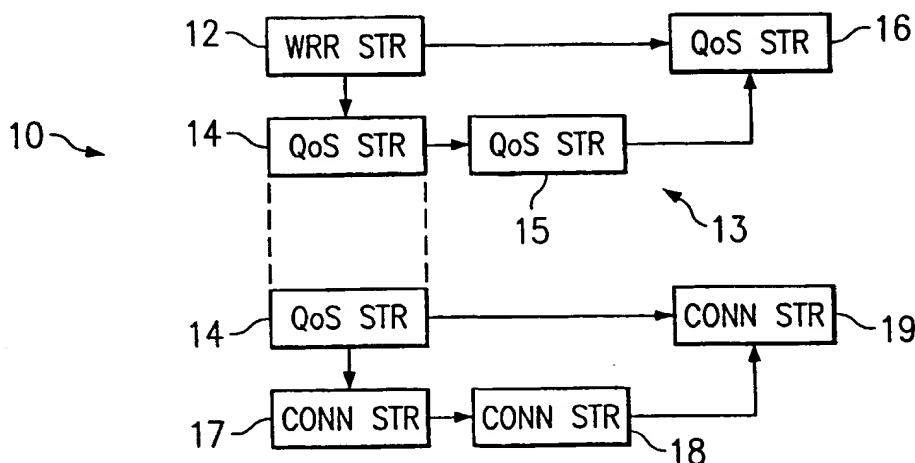 12
WRR STR
QoS STR
16
10
14
QoS STR
QoS STR
15
13
14
QoS STR
CONN STR
19
17
CONN STR
CONN STR
18